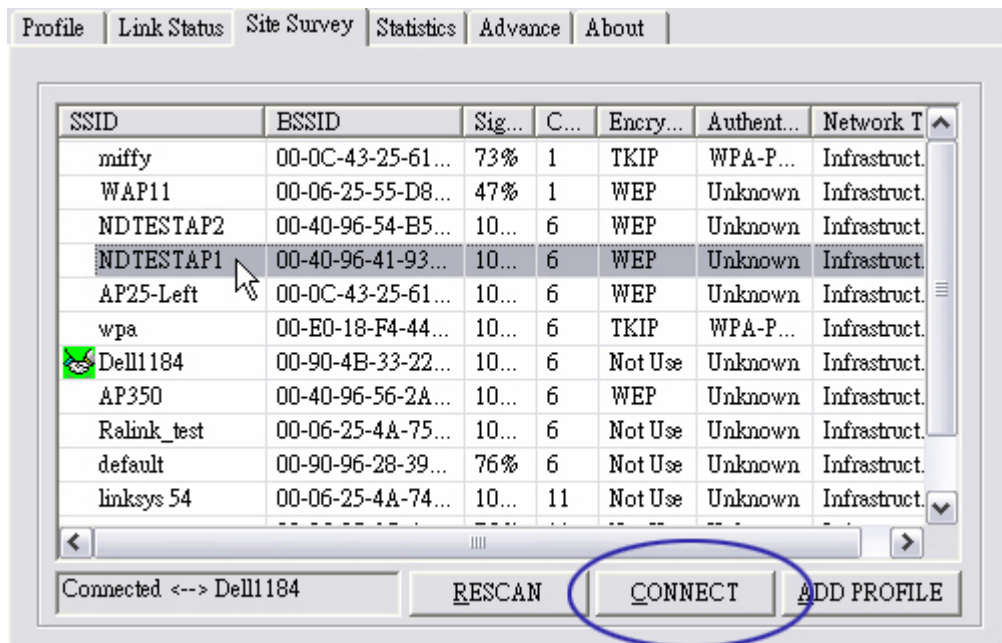 Profile Link Status Site Survey Statistics Advance About
SSID BSSID Sig... C... Encry... Authent... Network T
miffy 00-0C-43-25-61... 73% 1 TKIP WPA-P... Infrastruct.
WAP11 00-06-25-55-D8... 47% 1 WEP Unknown Infrastruct.
NDTESTAP2 00-40-96-54-B5... 10... 6 WEP Unknown Infrastruct.
NDTESTAP1 00-40-96-41-93... 10... 6 WEP Unknown Infrastruct.
AP25-Left 00-0C-43-25-61... 10... 6 WEP Unknown Infrastruct.
wpa 00-E0-18-F4-44... 10... 6 TKIP WPA-P... Infrastruct.
Dell1184 00-90-4B-33-22... 10... 6 Not Use Unknown Infrastruct.
AP350 00-40-96-56-2A... 10... 6 WEP Unknown Infrastruct.
Ralink_test 00-06-25-4A-75... 10... 6 Not Use Unknown Infrastruct.
default 00-90-96-28-39... 76% 6 Not Use Unknown Infrastruct.
linksys 54 00-06-25-4A-74... 10... 11 Not Use Unknown Infrastruct.
Connected <--> Dell1184 RESCAN CONNECT ADD PROFILE